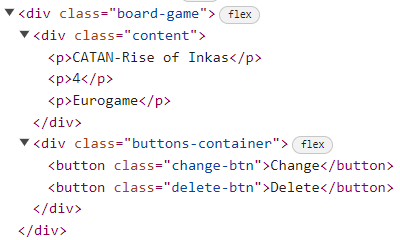 <div class="board-game"> flex
<div class="content">
<p>CATAN-Rise of Inkas</p>
<p>4</p>
<p>Eurogame</p>
</div>
<div class="buttons-container"> flex
<button class="change-btn">Change</button>
<button class="delete-btn">Delete</button>
</div>
</div>